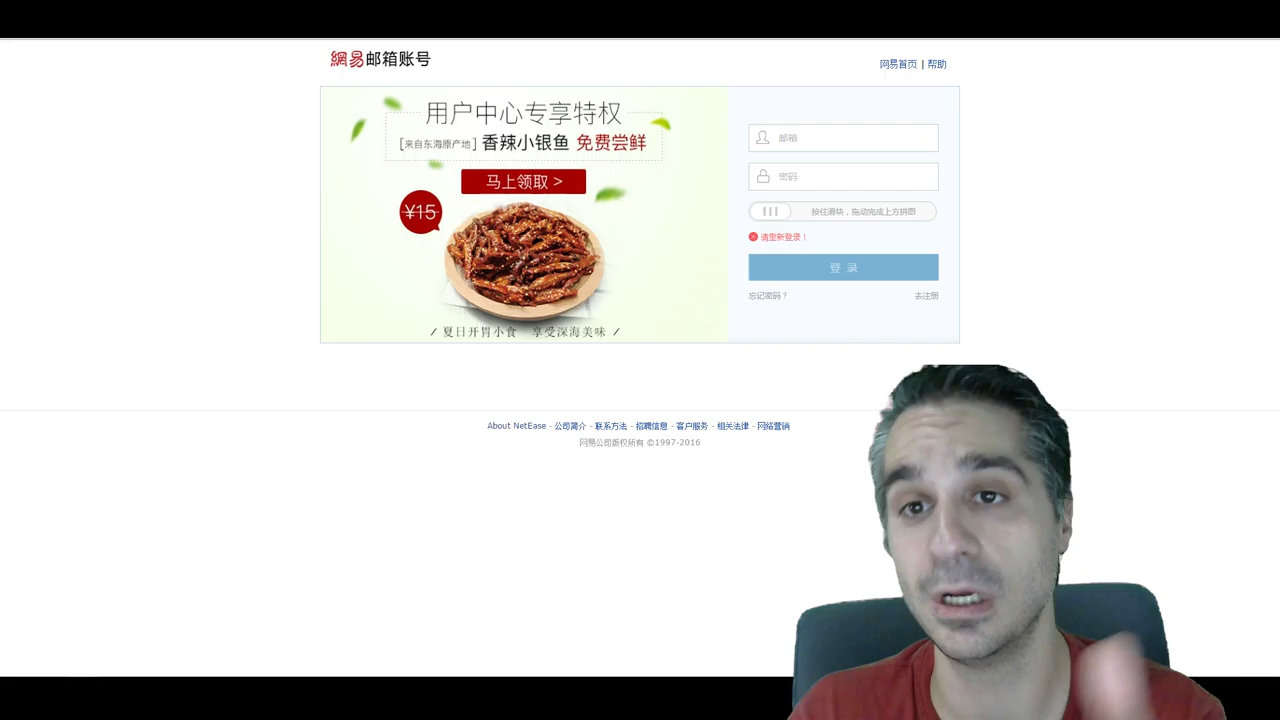 網易邮箱账号
网易首页 | 帮助
用户中心专享特权
[来自东海原产地] 香辣小银鱼 免费尝鲜
马上领取 >
¥15
/ 夏日开胃小食 享受深海美味 /
邮箱
密码
按住滑块，拖动完成上方拼图
请重新登录！
登 录
忘记密码？
去注册
About NetEase - 公司简介 - 联系方法 - 招聘信息 - 客户服务 - 相关法律 - 网络营销
网易公司版权所有 ©1997-2016